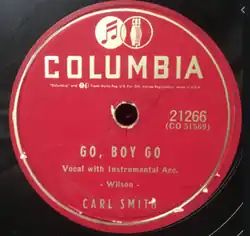 COLUMBIA
21266
(CO 51569)
GO, BOY GO
Vocal with Instrumental Acc.
- Wilson -
CARL SMITH